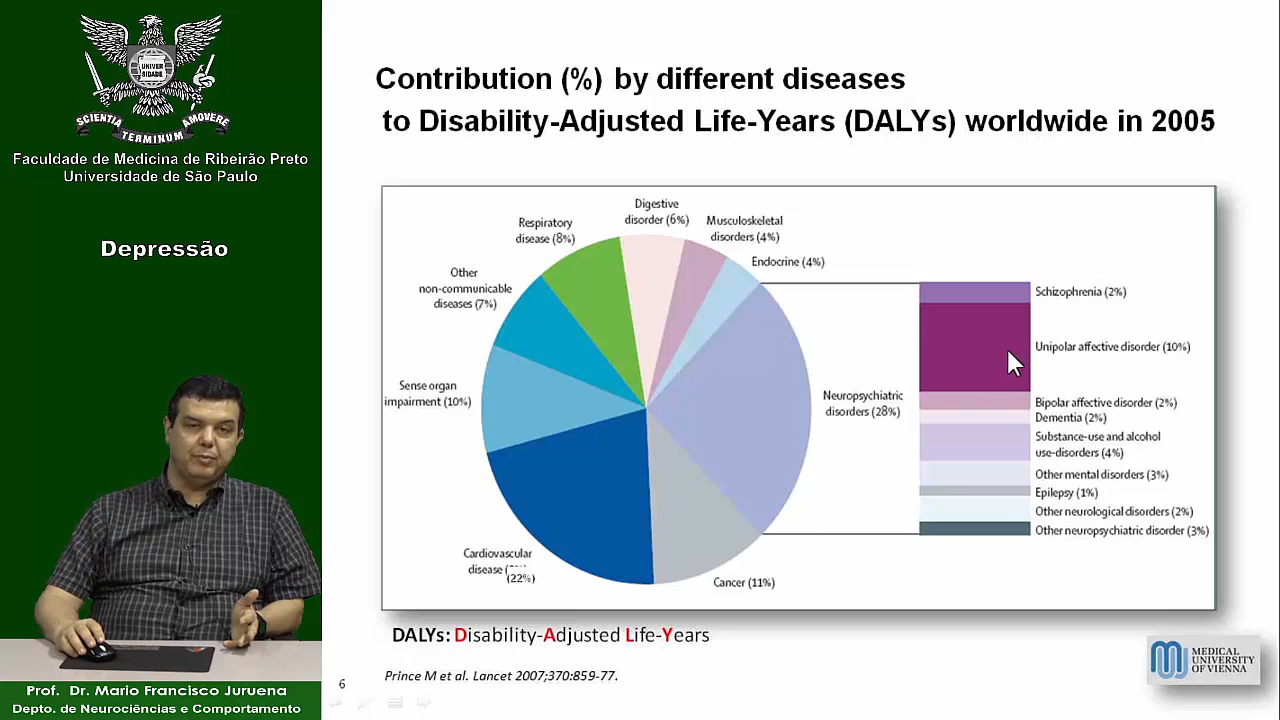 UNIVER
SIDADE
SCIENTIA
TERMINUM
AMOVERS
Faculdade de Medicina de Ribeirão Preto
Universidade de São Paulo
Depressão
Prof. Dr. Mario Francisco Juruena
Depto. de Neurociências e Comportamento
Contribution (%) by different diseases
to Disability-Adjusted Life-Years (DALYs) worldwide in 2005
Digestive
disorder (6%)
Musculoskeletal
disorders (4%)
Respiratory
disease (8%)
Endocrine (4%)
Other
non-communicable
diseases (7%)
Sense organ
impairment (10%)
Cardiovascular
disease (
(22%)
Cancer (11%)
Neuropsychiatric
disorders (28%)
Schizophrenia (2%)
Unipolar affective disorder (10%)
Bipolar affective disorder (2%)
Dementia (2%)
Substance-use and alcohol
use-disorders (4%)
Other mental disorders (3%)
Epilepsy (1%)
Other neurological disorders (2%)
Other neuropsychiatric disorder (3%)
DALYs: Disability-Adjusted Life-Years
Prince M et al. Lancet 2007;370:859-77.
6
MEDICAL
UNIVERSITY
OF VIENNA